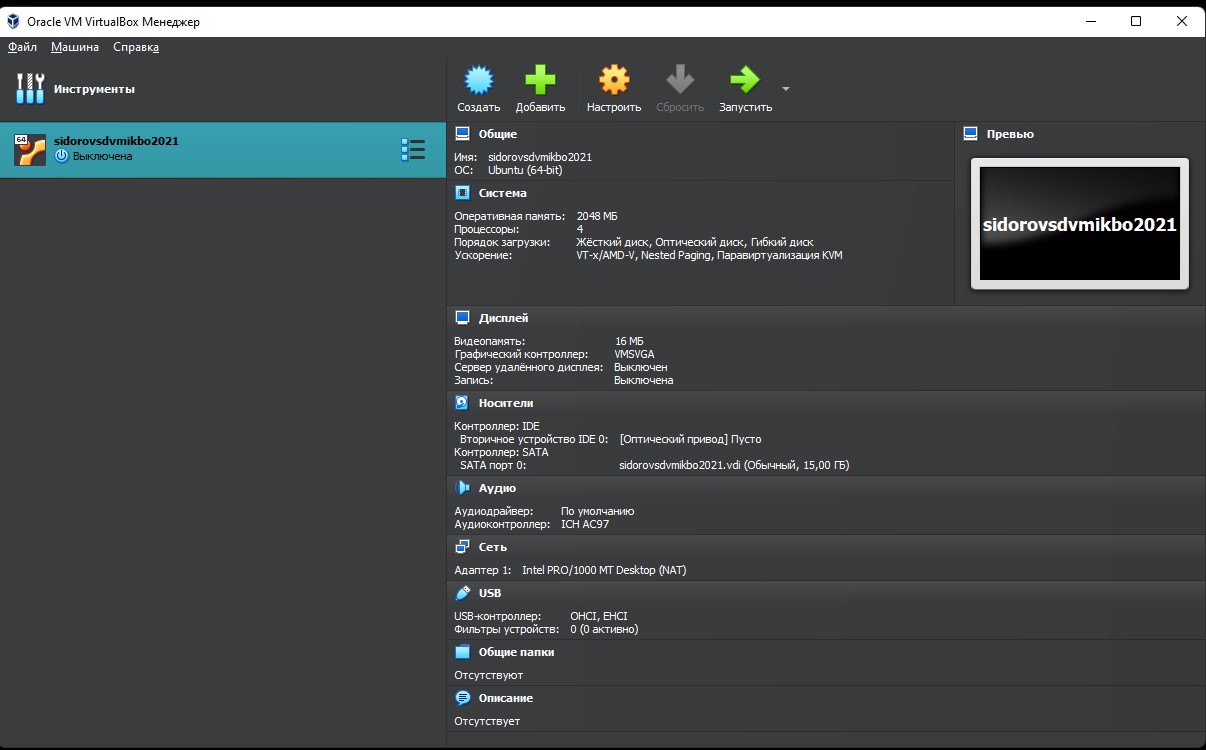 Oracle VM VirtualBox Менеджер
Файл Машина Справка
Инструменты
Создать Добавить Настроить Сбросить Запустить
64
sidorovsdvmikbo2021
Выключена
Общие
Имя: sidorovsdvmikbo2021
ОС: Ubuntu (64-bit)
Система
Оперативная память: 2048 МБ
Процессоры: 4
Порядок загрузки: Жёсткий диск, Оптический диск, Гибкий диск
Ускорение: VT-x/AMD-V, Nested Paging, Паравиртуализация KVM
Превью
sidorovsdvmikbo2021
Дисплей
Видеопамять: 16 МБ
Графический контроллер: VMSVGA
Сервер удалённого дисплея: Выключен
Запись: Выключена
Носители
Контроллер: IDE
Вторичное устройство IDE 0: [Оптический привод] Пусто
Контроллер: SATA
SATA порт 0: sidorovsdvmikbo2021.vdi (Обычный, 15,00 ГБ)
Аудио
Аудиодрайвер: По умолчанию
Аудиоконтроллер: ICH AC97
Сеть
Адаптер 1: Intel PRO/1000 MT Desktop (NAT)
USB
USB-контроллер: OHCI, EHCI
Фильтры устройств: 0 (0 активно)
Общие папки
Отсутствуют
Описание
Отсутствует